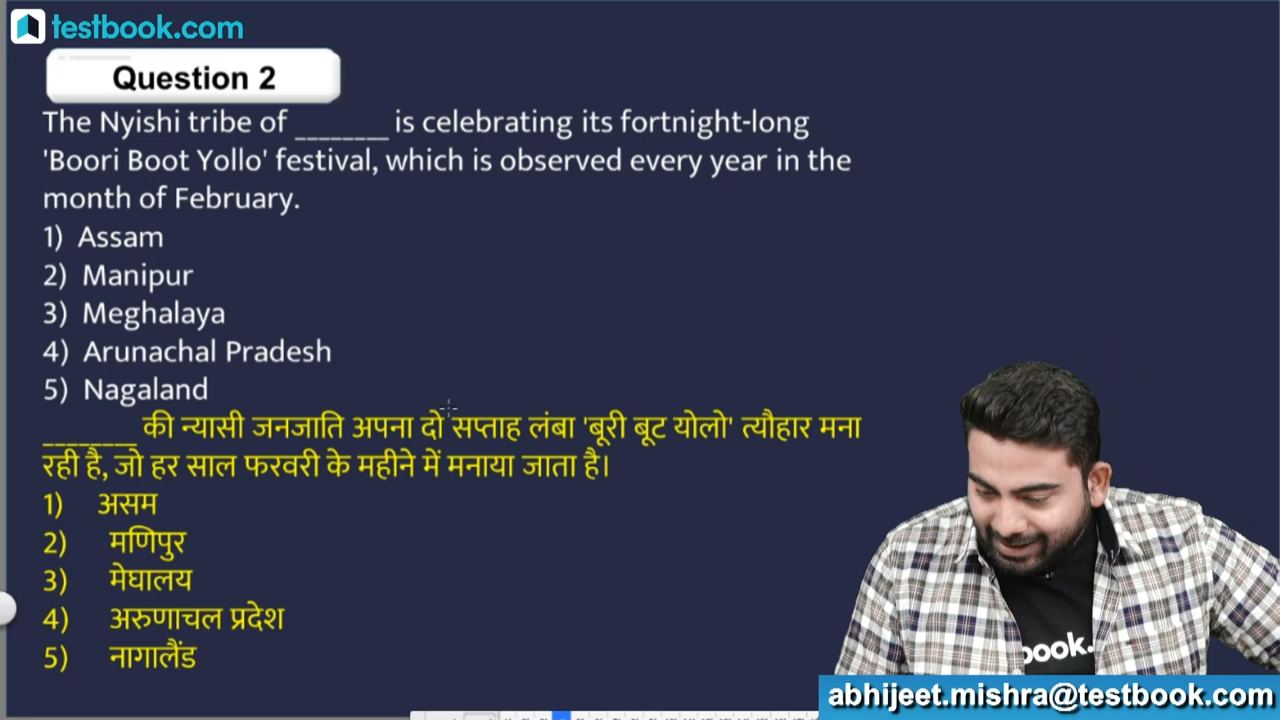 testbook.com
Question 2
The Nyishi tribe of ________ is celebrating its fortnight-long
'Boori Boot Yollo' festival, which is observed every year in the
month of February.
1) Assam
2) Manipur
3) Meghalaya
4) Arunachal Pradesh
5) Nagaland
________ की न्यासी जनजाति अपना दो सप्ताह लंबा 'बूरी बूट योलो' त्यौहार मना
रही है, जो हर साल फरवरी के महीने में मनाया जाता है।
1) असम
2) मणिपुर
3) मेघालय
4) अरुणाचल प्रदेश
5) नागालैंड
book.
abhijeet.mishra@testbook.com